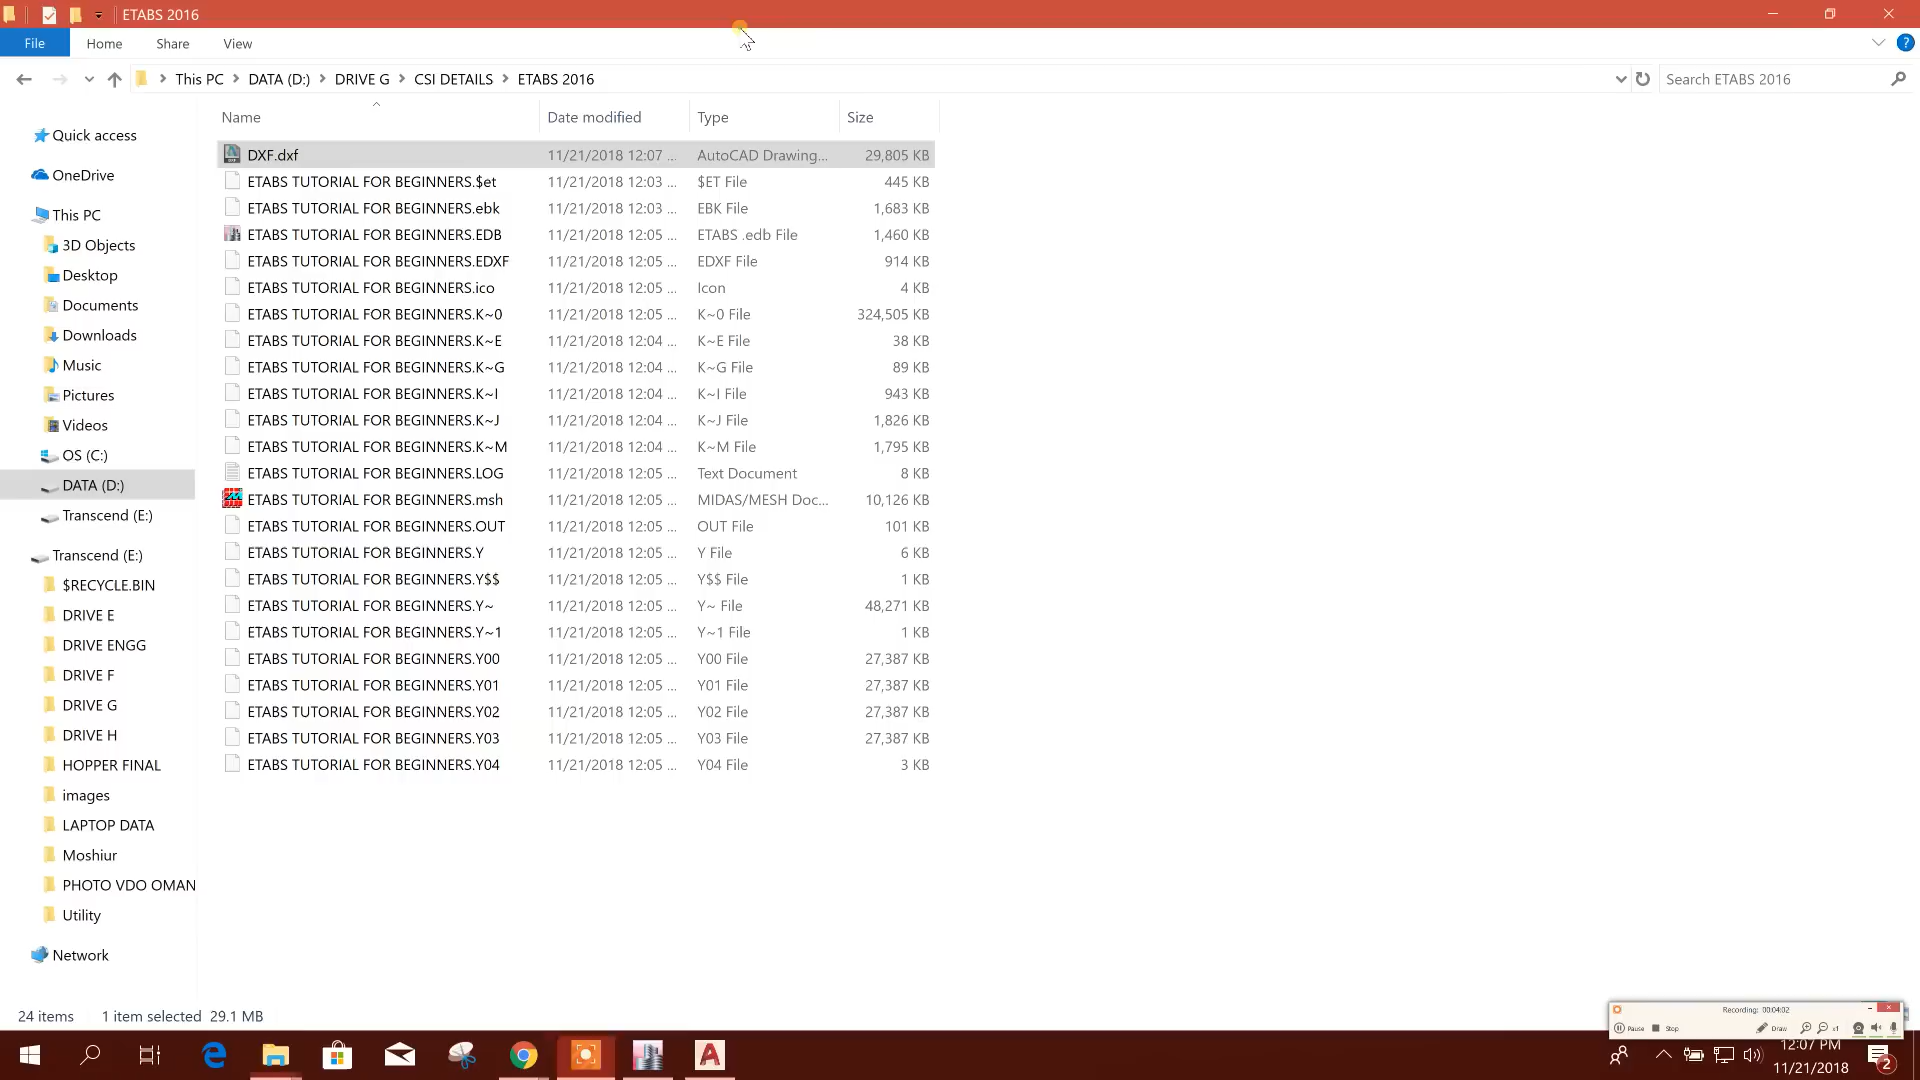 ETABS 2016
File Home Share View
This PC DATA (D:) DRIVE G CSI DETAILS ETABS 2016 Search ETABS 2016
Name Date modified Type Size
DXF.dxf 11/21/2018 12:07 ... AutoCAD Drawing... 29,805 KB
ETABS TUTORIAL FOR BEGINNERS.$et 11/21/2018 12:03 ... $ET File 445 KB
ETABS TUTORIAL FOR BEGINNERS.ebk 11/21/2018 12:03 ... EBK File 1,683 KB
ETABS TUTORIAL FOR BEGINNERS.EDB 11/21/2018 12:05 ... ETABS .edb File 1,460 KB
ETABS TUTORIAL FOR BEGINNERS.EDXF 11/21/2018 12:05 ... EDXF File 914 KB
ETABS TUTORIAL FOR BEGINNERS.ico 11/21/2018 12:05 ... Icon 4 KB
ETABS TUTORIAL FOR BEGINNERS.K~0 11/21/2018 12:05 ... K~0 File 324,505 KB
ETABS TUTORIAL FOR BEGINNERS.K~E 11/21/2018 12:04 ... K~E File 38 KB
ETABS TUTORIAL FOR BEGINNERS.K~G 11/21/2018 12:04 ... K~G File 89 KB
ETABS TUTORIAL FOR BEGINNERS.K~I 11/21/2018 12:04 ... K~I File 943 KB
ETABS TUTORIAL FOR BEGINNERS.K~J 11/21/2018 12:04 ... K~J File 1,826 KB
ETABS TUTORIAL FOR BEGINNERS.K~M 11/21/2018 12:04 ... K~M File 1,795 KB
ETABS TUTORIAL FOR BEGINNERS.LOG 11/21/2018 12:05 ... Text Document 8 KB
ETABS TUTORIAL FOR BEGINNERS.msh 11/21/2018 12:05 ... MIDAS/MESH Doc... 10,126 KB
ETABS TUTORIAL FOR BEGINNERS.OUT 11/21/2018 12:05 ... OUT File 101 KB
ETABS TUTORIAL FOR BEGINNERS.Y 11/21/2018 12:05 ... Y File 6 KB
ETABS TUTORIAL FOR BEGINNERS.Y$$ 11/21/2018 12:05 ... Y$$ File 1 KB
ETABS TUTORIAL FOR BEGINNERS.Y~ 11/21/2018 12:05 ... Y~ File 48,271 KB
ETABS TUTORIAL FOR BEGINNERS.Y~1 11/21/2018 12:05 ... Y~1 File 1 KB
ETABS TUTORIAL FOR BEGINNERS.Y00 11/21/2018 12:05 ... Y00 File 27,387 KB
ETABS TUTORIAL FOR BEGINNERS.Y01 11/21/2018 12:05 ... Y01 File 27,387 KB
ETABS TUTORIAL FOR BEGINNERS.Y02 11/21/2018 12:05 ... Y02 File 27,387 KB
ETABS TUTORIAL FOR BEGINNERS.Y03 11/21/2018 12:05 ... Y03 File 27,387 KB
ETABS TUTORIAL FOR BEGINNERS.Y04 11/21/2018 12:05 ... Y04 File 3 KB
Quick access
OneDrive
This PC
3D Objects
Desktop
Documents
Downloads
Music
Pictures
Videos
OS (C:)
DATA (D:)
Transcend (E:)
Transcend (E:)
$RECYCLE.BIN
DRIVE E
DRIVE ENGG
DRIVE F
DRIVE G
DRIVE H
HOPPER FINAL
images
LAPTOP DATA
Moshiur
PHOTO VDO OMAN
Utility
Network
24 items 1 item selected 29.1 MB
Recording: 00:04:02
Pause Stop Draw x1
12:07 PM
11/21/2018
2